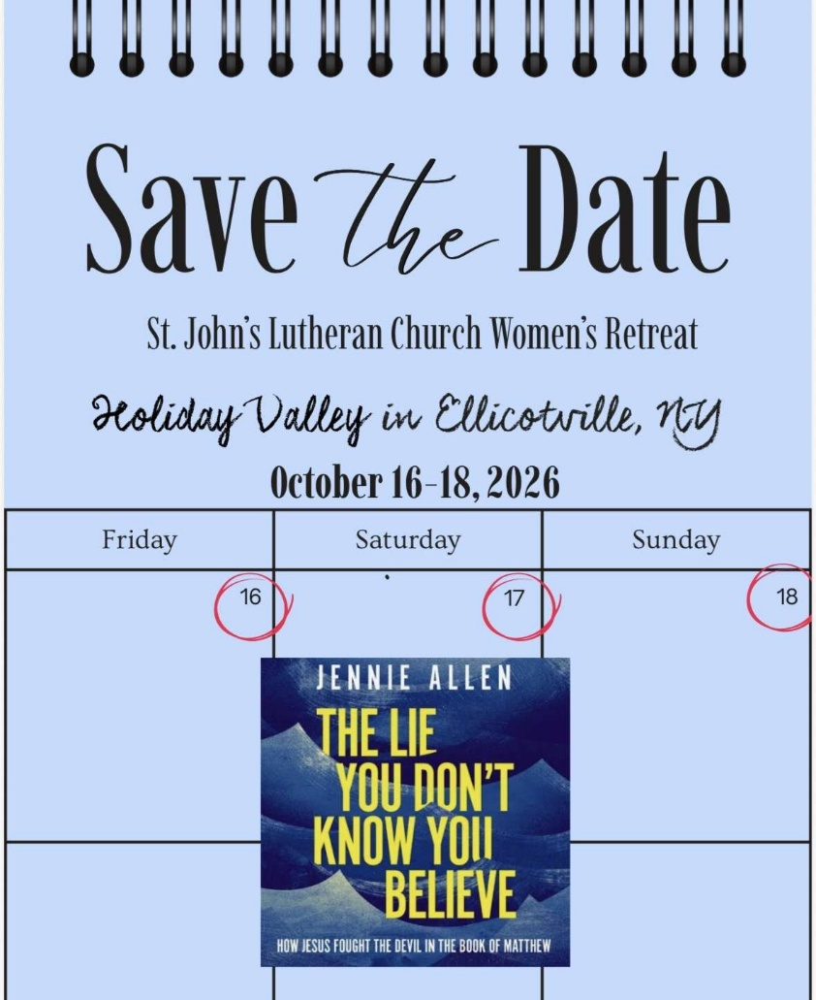 Save the Date
St. John's Lutheran Church Women's Retreat
Holiday Valley in Ellicotville, NY
October 16-18, 2026
Friday Saturday Sunday
16 17 18
JENNIE ALLEN
THE LIE
YOU DON'T
KNOW YOU
BELIEVE
HOW JESUS FOUGHT THE DEVIL IN THE BOOK OF MATTHEW